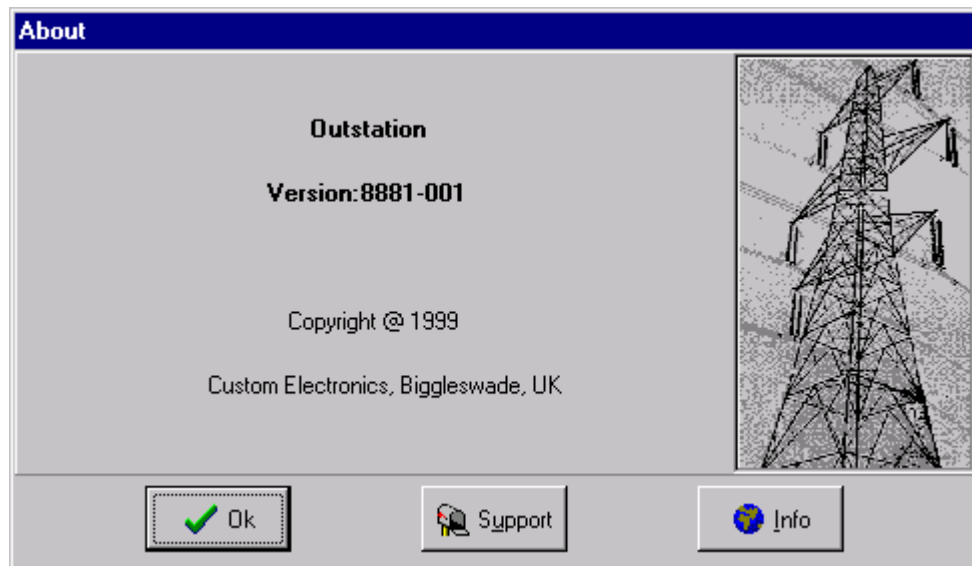 About
Outstation
Version:8881-001
Copyright @ 1999
Custom Electronics, Biggleswade, UK
Ok
Support
Info